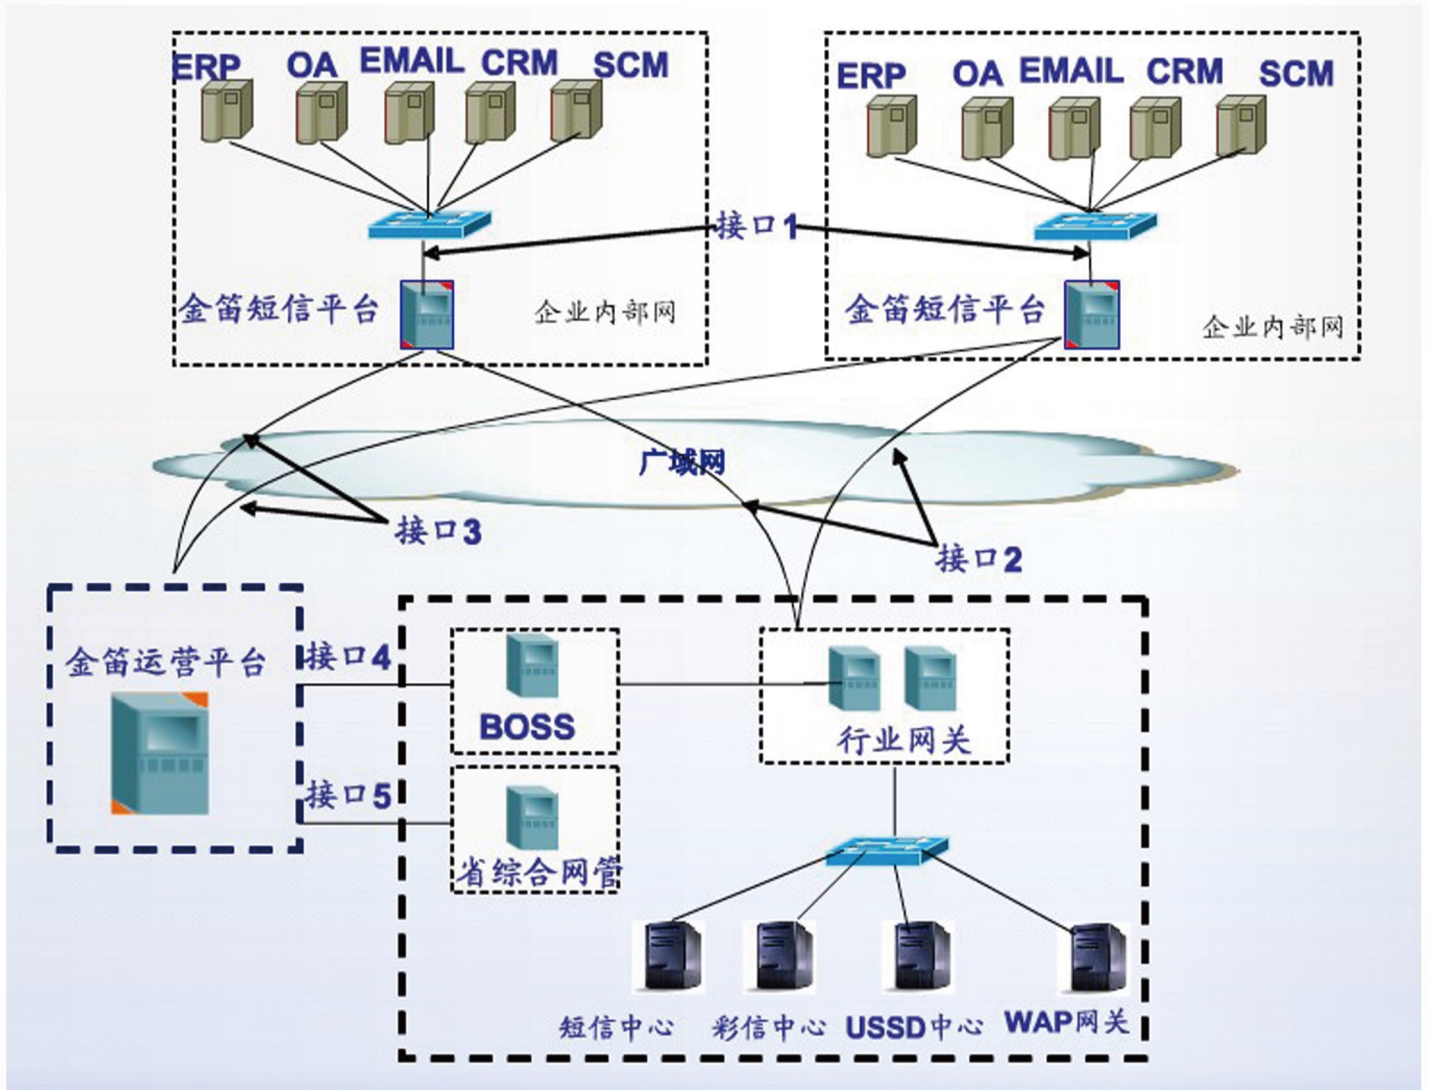 ERP OA EMAIL CRM SCM
ERP OA EMAIL CRM SCM
接口1
金笛短信平台
企业内部网
金笛短信平台
企业内部网
广域网
接口3
接口2
金笛运营平台
接口4
接口5
BOSS
行业网关
省综合网管
短信中心
彩信中心
USSD中心
WAP网关